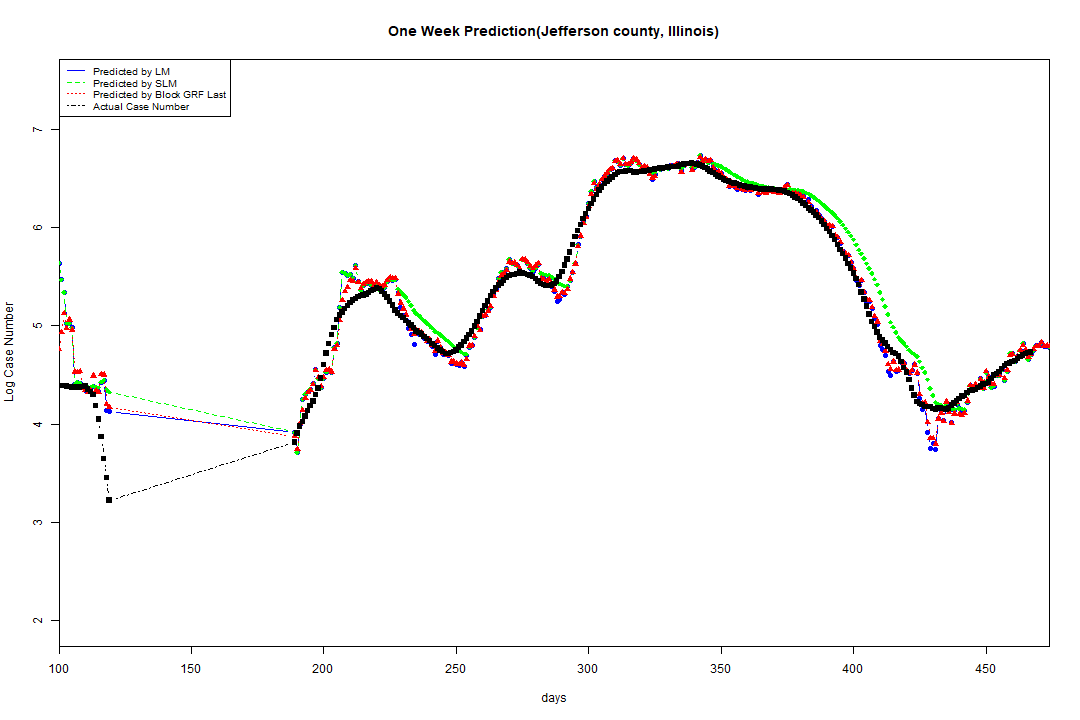 One Week Prediction(Jefferson county, Illinois)
Predicted by LM
Predicted by SLM
Predicted by Block GRF Last
Actual Case Number
Log Case Number
7
6
5
4
3
2
100 150 200 250 300 350 400 450
days